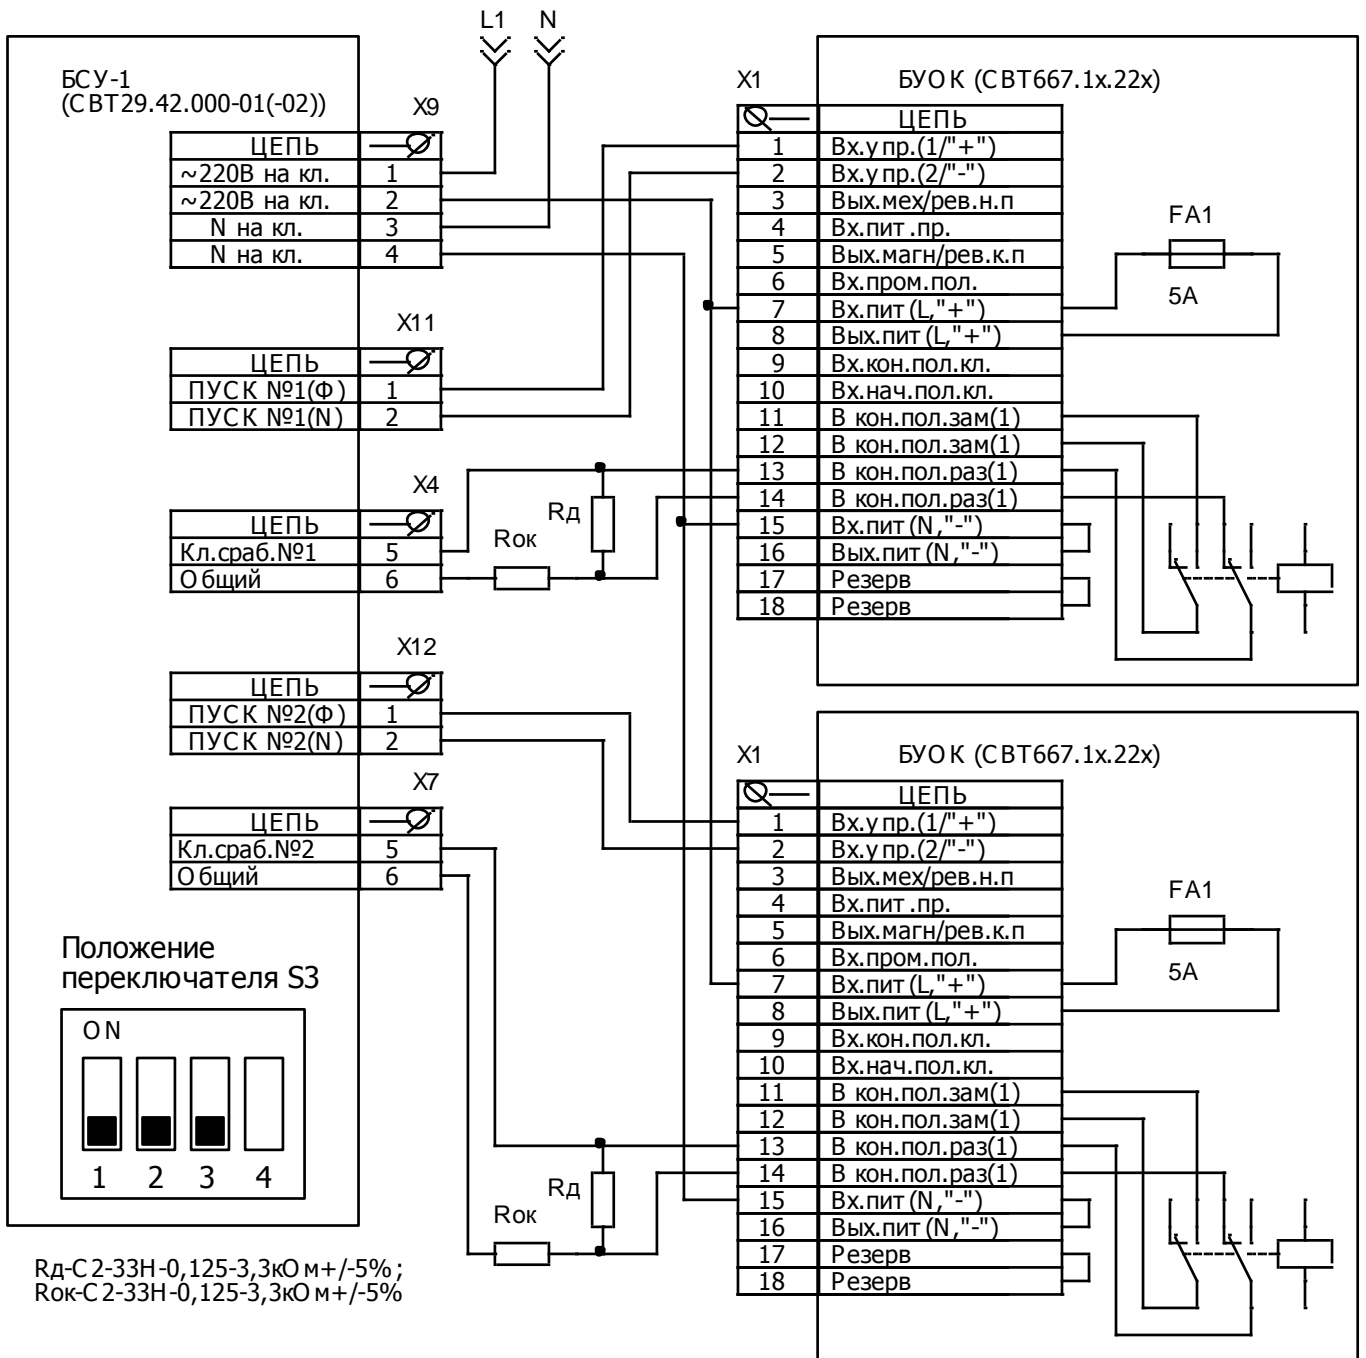 L1 N
БСУ-1
(СВТ29.42.000-01(-02))
X9
ЦЕПЬ
~220В на кл. 1
~220В на кл. 2
N на кл. 3
N на кл. 4
X11
ЦЕПЬ
ПУСК №1(Ф) 1
ПУСК №1(N) 2
X4
ЦЕПЬ
Кл.сраб.№1 5
Общий 6
Rок
Rд
X12
ЦЕПЬ
ПУСК №2(Ф) 1
ПУСК №2(N) 2
X7
ЦЕПЬ
Кл.сраб.№2 5
Общий 6
Rок
Rд
Положение
переключателя S3
ON
1 2 3 4
Rд-С2-33Н-0,125-3,3кОм+/-5%;
Rок-С2-33Н-0,125-3,3кОм+/-5%
X1
БУОК (СВТ667.1х.22х)
ЦЕПЬ
1 Вх.упр.(1/"+")
2 Вх.упр.(2/"-")
3 Вых.мех/рев.н.п
4 Вх.пит.пр.
5 Вых.магн/рев.к.п
6 Вх.пром.пол.
7 Вх.пит(L,"+")
8 Вых.пит(L,"+")
9 Вх.кон.пол.кл.
10 Вх.нач.пол.кл.
11 В кон.пол.зам(1)
12 В кон.пол.зам(1)
13 В кон.пол.раз(1)
14 В кон.пол.раз(1)
15 Вх.пит(N,"-")
16 Вых.пит(N,"-")
17 Резерв
18 Резерв
FA1
5А
X1
БУОК (СВТ667.1х.22х)
ЦЕПЬ
1 Вх.упр.(1/"+")
2 Вх.упр.(2/"-")
3 Вых.мех/рев.н.п
4 Вх.пит.пр.
5 Вых.магн/рев.к.п
6 Вх.пром.пол.
7 Вх.пит(L,"+")
8 Вых.пит(L,"+")
9 Вх.кон.пол.кл.
10 Вх.нач.пол.кл.
11 В кон.пол.зам(1)
12 В кон.пол.зам(1)
13 В кон.пол.раз(1)
14 В кон.пол.раз(1)
15 Вх.пит(N,"-")
16 Вых.пит(N,"-")
17 Резерв
18 Резерв
FA1
5А